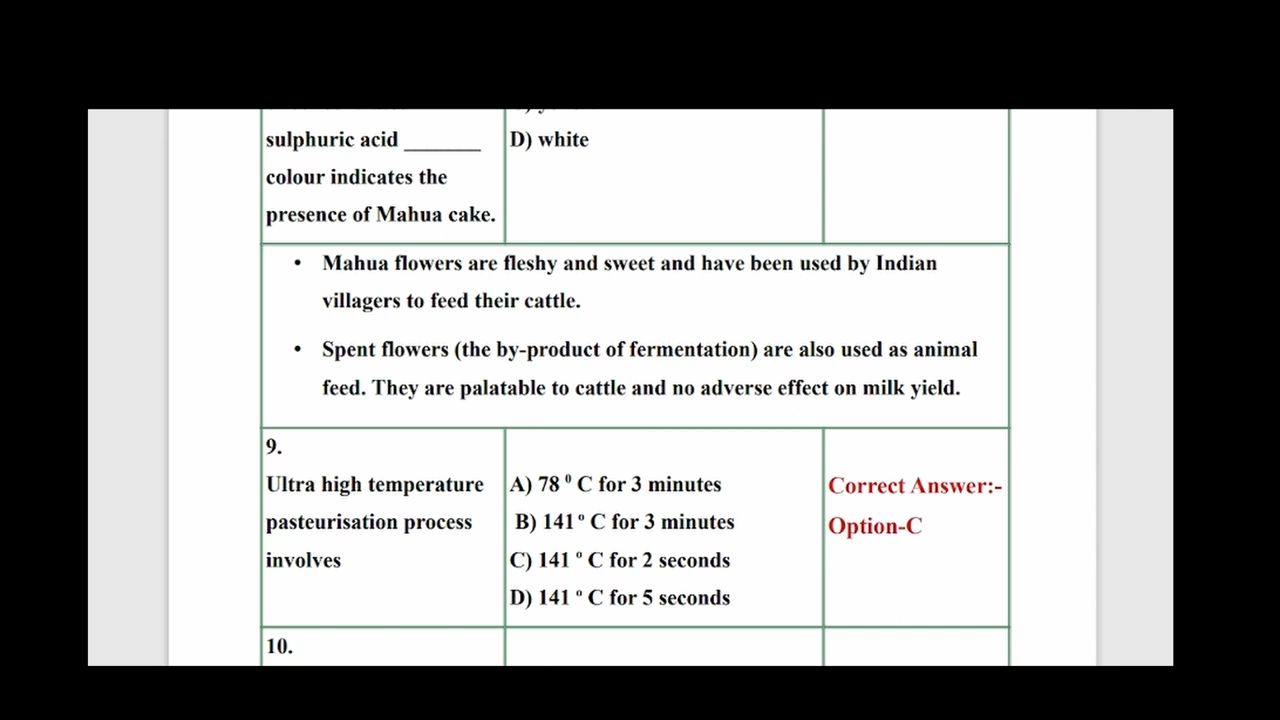 sulphuric acid _______
colour indicates the
presence of Mahua cake.
D) white
• Mahua flowers are fleshy and sweet and have been used by Indian
villagers to feed their cattle.
• Spent flowers (the by-product of fermentation) are also used as animal
feed. They are palatable to cattle and no adverse effect on milk yield.
9.
Ultra high temperature
pasteurisation process
involves
A) 78 ⁰ C for 3 minutes
B) 141 º C for 3 minutes
C) 141 º C for 2 seconds
D) 141 º C for 5 seconds
Correct Answer:-
Option-C
10.